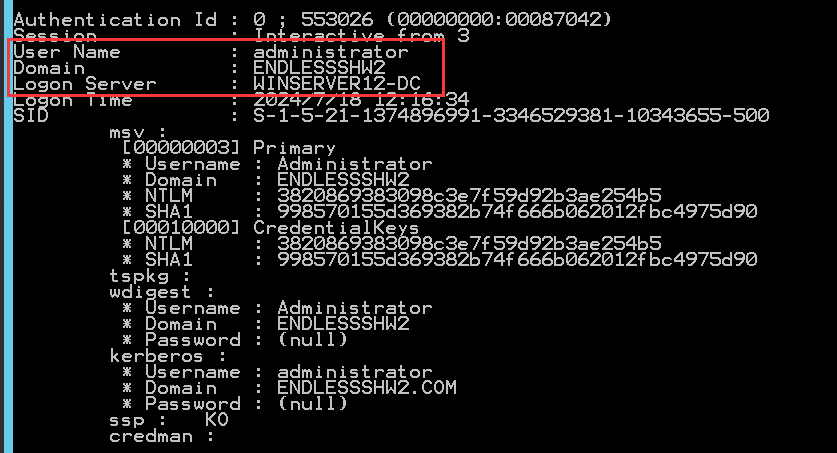 Authentication Id : 0 ; 553026 (00000000:00087042)
Session           : Interactive from 3
User Name         : administrator
Domain            : ENDLESSSHW2
Logon Server      : WINSERVER12-DC
Logon Time        : 2024/7/18 12:16:34
SID               : S-1-5-21-1374896991-3346529381-10343655-500
msv :
[00000003] Primary
* Username : Administrator
* Domain   : ENDLESSSHW2
* NTLM     : 3820869383098c3e7f59d92b3ae254b5
* SHA1     : 998570155d369382b74f666b062012fbc4975d90
[00010000] CredentialKeys
* NTLM     : 3820869383098c3e7f59d92b3ae254b5
* SHA1     : 998570155d369382b74f666b062012fbc4975d90
tspkg :
wdigest :
* Username : Administrator
* Domain   : ENDLESSSHW2
* Password : (null)
kerberos :
* Username : administrator
* Domain   : ENDLESSSHW2.COM
* Password : (null)
ssp :   KO
credman :